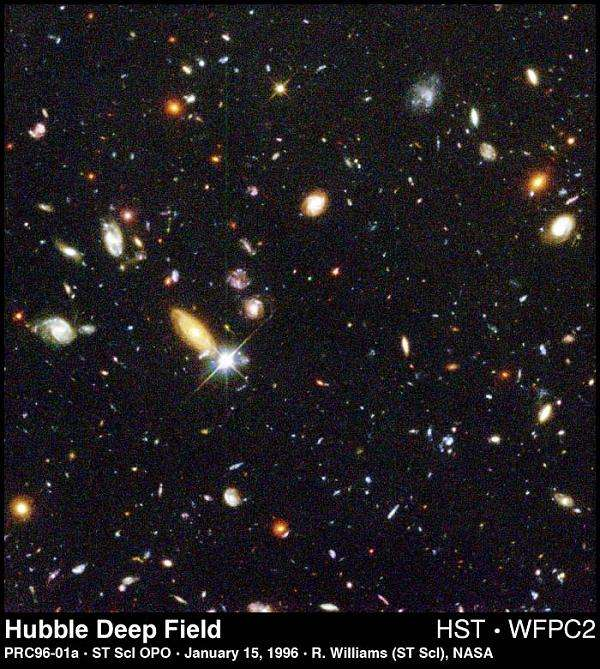 Hubble Deep Field HST • WFPC2
PRC96-01a • ST ScI OPO • January 15, 1996 • R. Williams (ST ScI), NASA